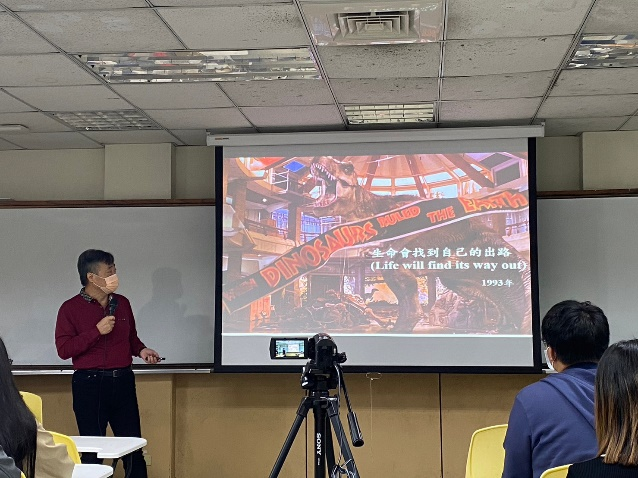 WHEN DINOSAURS RULED THE EARTH
生命會找到自己的出路
(Life will find its way out)
1993年
SONY